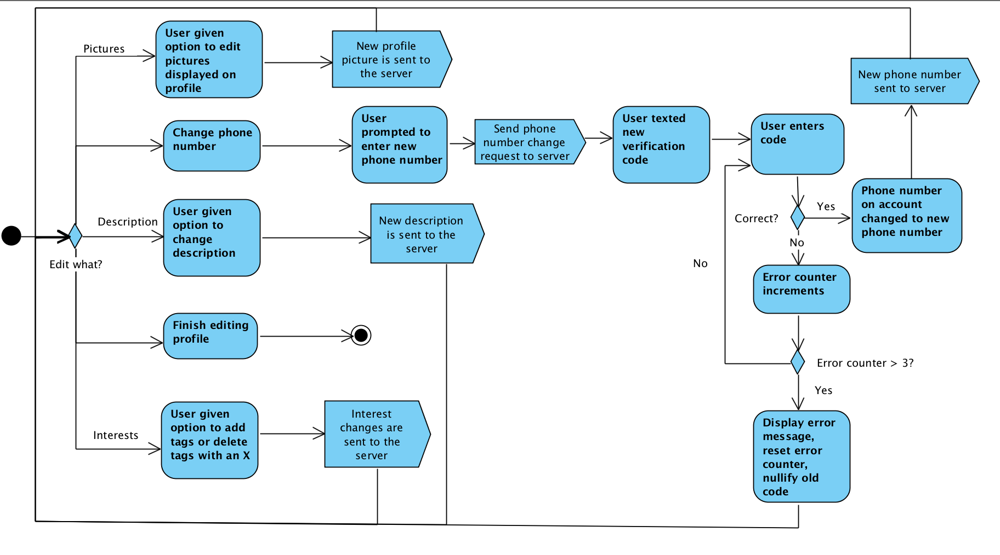 Pictures
User given
option to edit
pictures
displayed on
profile
New profile
picture is sent to
the server
New phone number
sent to server
Change phone
number
User
prompted to
enter new
phone number
Send phone
number change
request to server
User texted
new
verification
code
User enters
code
Description
User given
option to
change
description
New description
is sent to the
server
Correct?
Yes
Phone number
on account
changed to new
phone number
No
Edit what?
No
Error counter
increments
Finish editing
profile
Error counter > 3?
Yes
Interests
User given
option to add
tags or delete
tags with an X
Interest
changes are
sent to the
server
Display error
message,
reset error
counter,
nullify old
code